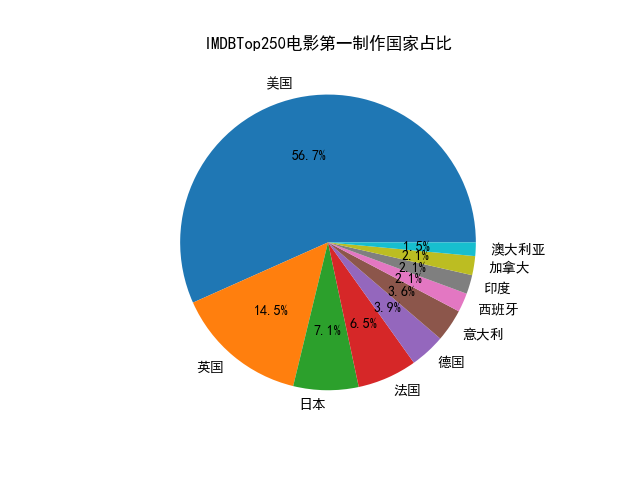 IMDBTop250电影第一制作国家占比
美国
56.7%
英国
14.5%
日本
7.1%
法国
6.5%
德国
3.9%
意大利
3.6%
西班牙
2.1%
印度
2.1%
加拿大
2.1%
澳大利亚
1.5%